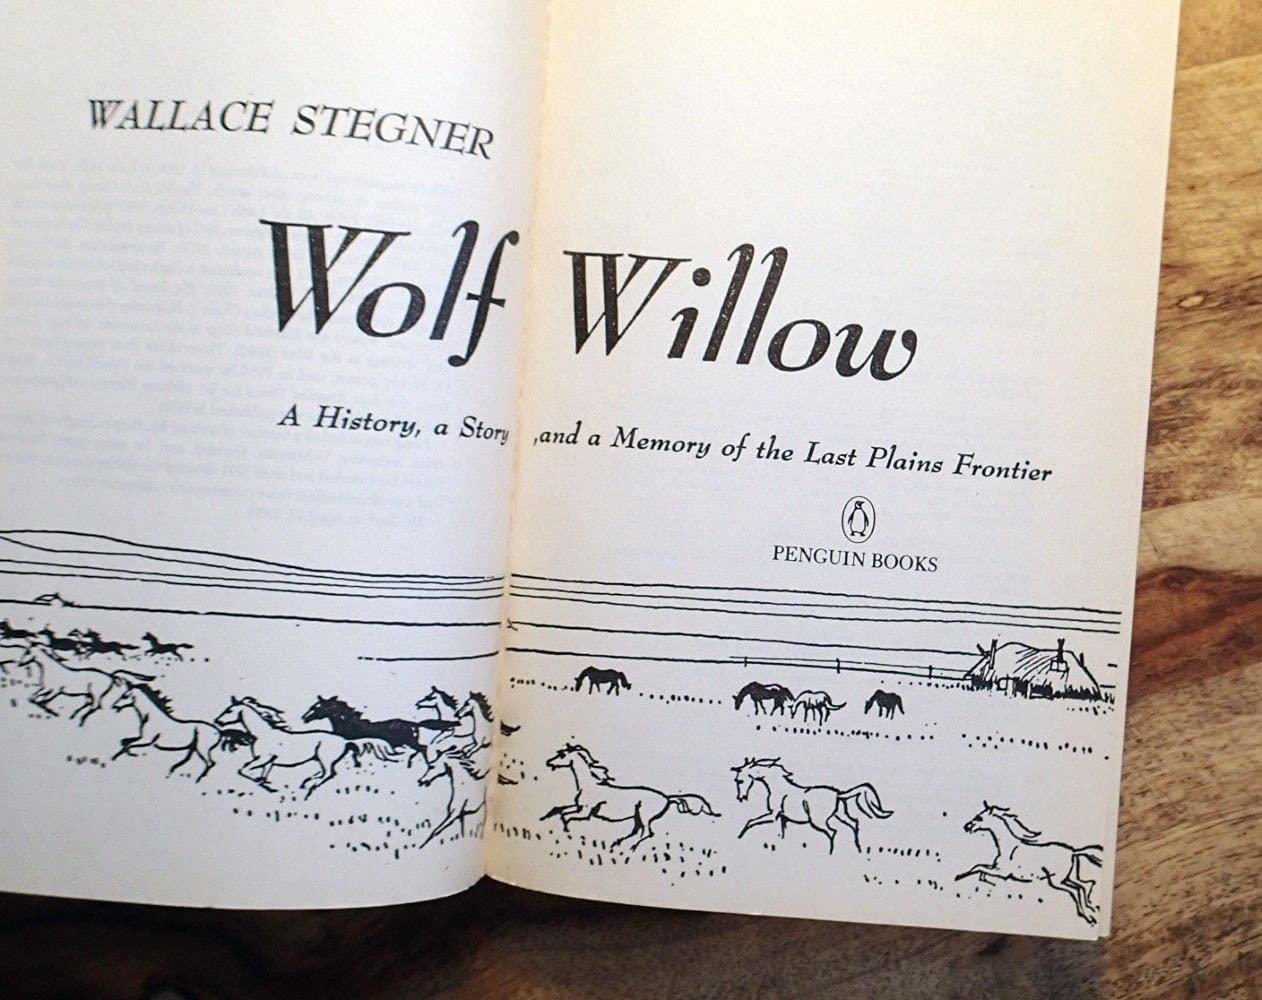 WALLACE STEGNER
Wolf Willow
A History, a Story ,and a Memory of the Last Plains Frontier
PENGUIN BOOKS